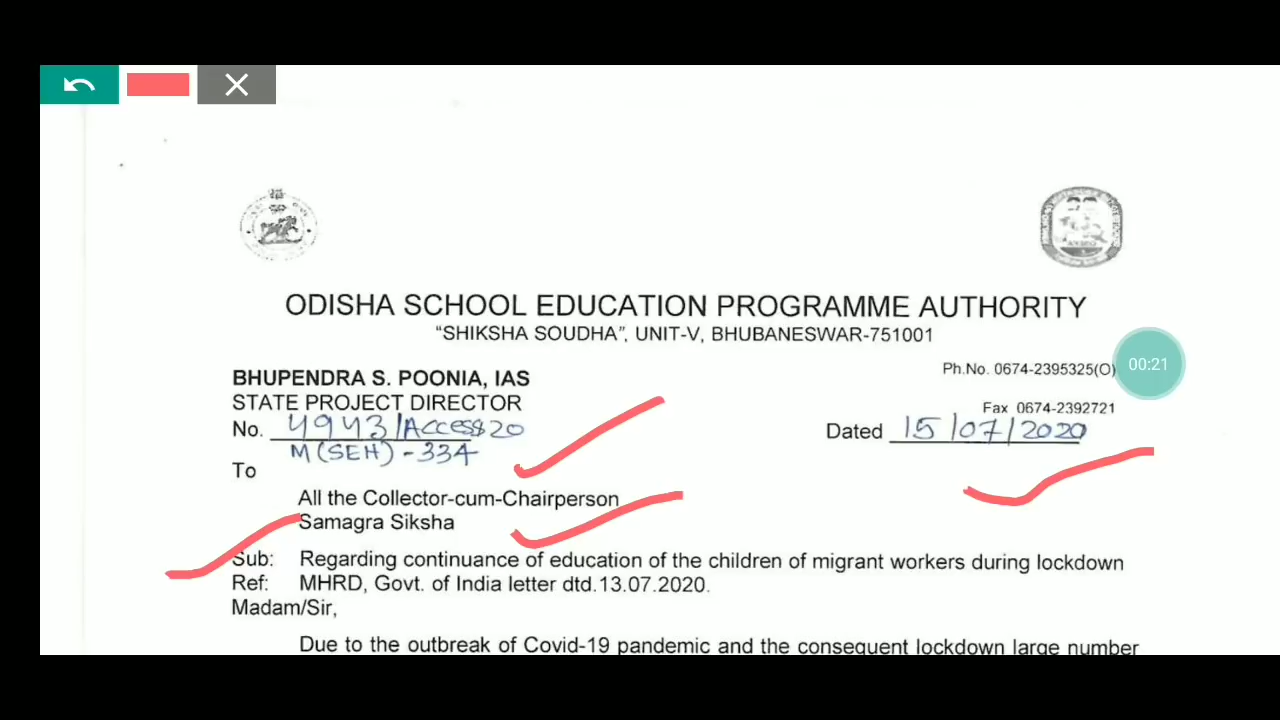 ODISHA SCHOOL EDUCATION PROGRAMME AUTHORITY
"SHIKSHA SOUDHA", UNIT-V, BHUBANESWAR-751001
Ph.No. 0674-2395325(O)
00:21
BHUPENDRA S. POONIA, IAS
STATE PROJECT DIRECTOR
Fax 0674-2392721
No. 4943/Access20
Dated 15/07/2020
M(SEH)-334
To
All the Collector-cum-Chairperson
Samagra Siksha
Sub: Regarding continuance of education of the children of migrant workers during lockdown
Ref: MHRD, Govt. of India letter dtd.13.07.2020.
Madam/Sir,
Due to the outbreak of Covid-19 pandemic and the consequent lockdown large number